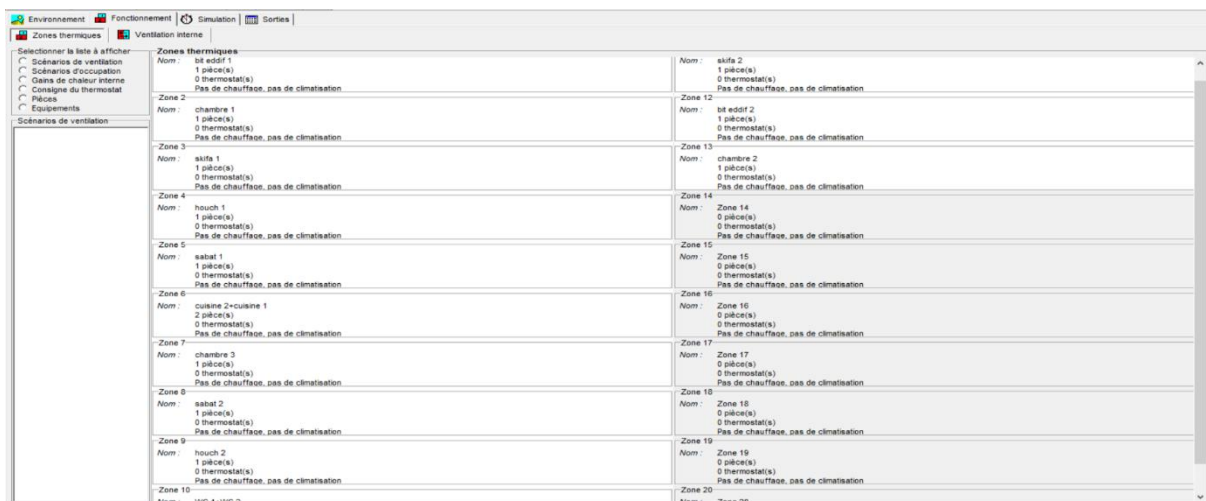 Environnement Fonctionnement Simulation Sorties
Zones thermiques Ventilation interne
Selectionner la liste à afficher
Scénarios de ventilation
Scénarios d'occupation
Gains de chaleur interne
Consigne du thermostat
Pièces
Equipements
Scénarios de ventilation
Zones thermiques
Nom : bit eddif 1
1 pièce(s)
0 thermostat(s)
Pas de chauffage, pas de climatisation
Zone 2
Nom : chambre 1
1 pièce(s)
0 thermostat(s)
Pas de chauffage, pas de climatisation
Zone 3
Nom : skifa 1
1 pièce(s)
0 thermostat(s)
Pas de chauffage, pas de climatisation
Zone 4
Nom : houch 1
1 pièce(s)
0 thermostat(s)
Pas de chauffage, pas de climatisation
Zone 5
Nom : sabat 1
1 pièce(s)
0 thermostat(s)
Pas de chauffage, pas de climatisation
Zone 6
Nom : cuisine 2+cuisine 1
2 pièce(s)
0 thermostat(s)
Pas de chauffage, pas de climatisation
Zone 7
Nom : chambre 3
1 pièce(s)
0 thermostat(s)
Pas de chauffage, pas de climatisation
Zone 8
Nom : sabat 2
1 pièce(s)
0 thermostat(s)
Pas de chauffage, pas de climatisation
Zone 9
Nom : houch 2
1 pièce(s)
0 thermostat(s)
Pas de chauffage, pas de climatisation
Zone 10
Nom : skifa 2
1 pièce(s)
0 thermostat(s)
Pas de chauffage, pas de climatisation
Zone 12
Nom : bit eddif 2
1 pièce(s)
0 thermostat(s)
Pas de chauffage, pas de climatisation
Zone 13
Nom : chambre 2
1 pièce(s)
0 thermostat(s)
Pas de chauffage, pas de climatisation
Zone 14
Nom : Zone 14
0 pièce(s)
0 thermostat(s)
Pas de chauffage, pas de climatisation
Zone 15
Nom : Zone 15
0 pièce(s)
0 thermostat(s)
Pas de chauffage, pas de climatisation
Zone 16
Nom : Zone 16
0 pièce(s)
0 thermostat(s)
Pas de chauffage, pas de climatisation
Zone 17
Nom : Zone 17
0 pièce(s)
0 thermostat(s)
Pas de chauffage, pas de climatisation
Zone 18
Nom : Zone 18
0 pièce(s)
0 thermostat(s)
Pas de chauffage, pas de climatisation
Zone 19
Nom : Zone 19
0 pièce(s)
0 thermostat(s)
Pas de chauffage, pas de climatisation
Zone 20